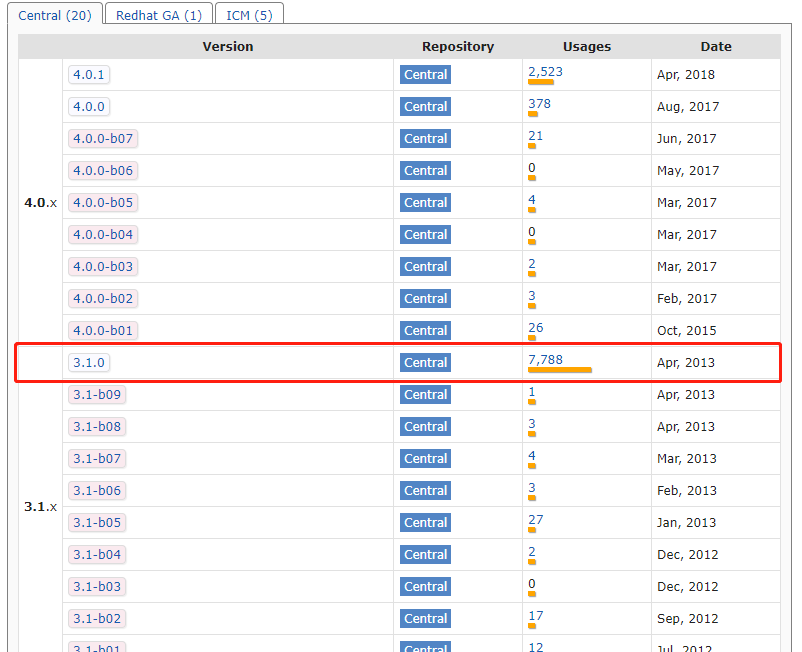 Central (20) Redhat GA (1) ICM (5)
Version Repository Usages Date
4.0.1 Central 2,523 Apr, 2018
4.0.0 Central 378 Aug, 2017
4.0.0-b07 Central 21 Jun, 2017
4.0.0-b06 Central 0 May, 2017
4.0.x 4.0.0-b05 Central 4 Mar, 2017
4.0.0-b04 Central 0 Mar, 2017
4.0.0-b03 Central 2 Mar, 2017
4.0.0-b02 Central 3 Feb, 2017
4.0.0-b01 Central 26 Oct, 2015
3.1.0 Central 7,788 Apr, 2013
3.1-b09 Central 1 Apr, 2013
3.1-b08 Central 3 Apr, 2013
3.1-b07 Central 4 Mar, 2013
3.1-b06 Central 3 Feb, 2013
3.1.x 3.1-b05 Central 27 Jan, 2013
3.1-b04 Central 2 Dec, 2012
3.1-b03 Central 0 Dec, 2012
3.1-b02 Central 17 Sep, 2012
3.1-b01 Central 12 Jul, 2012